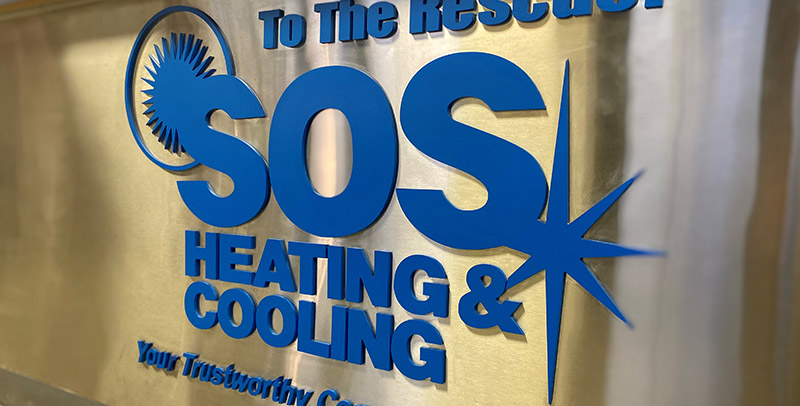 To The Rescue!
SOS
HEATING &
COOLING
Your Trustworthy